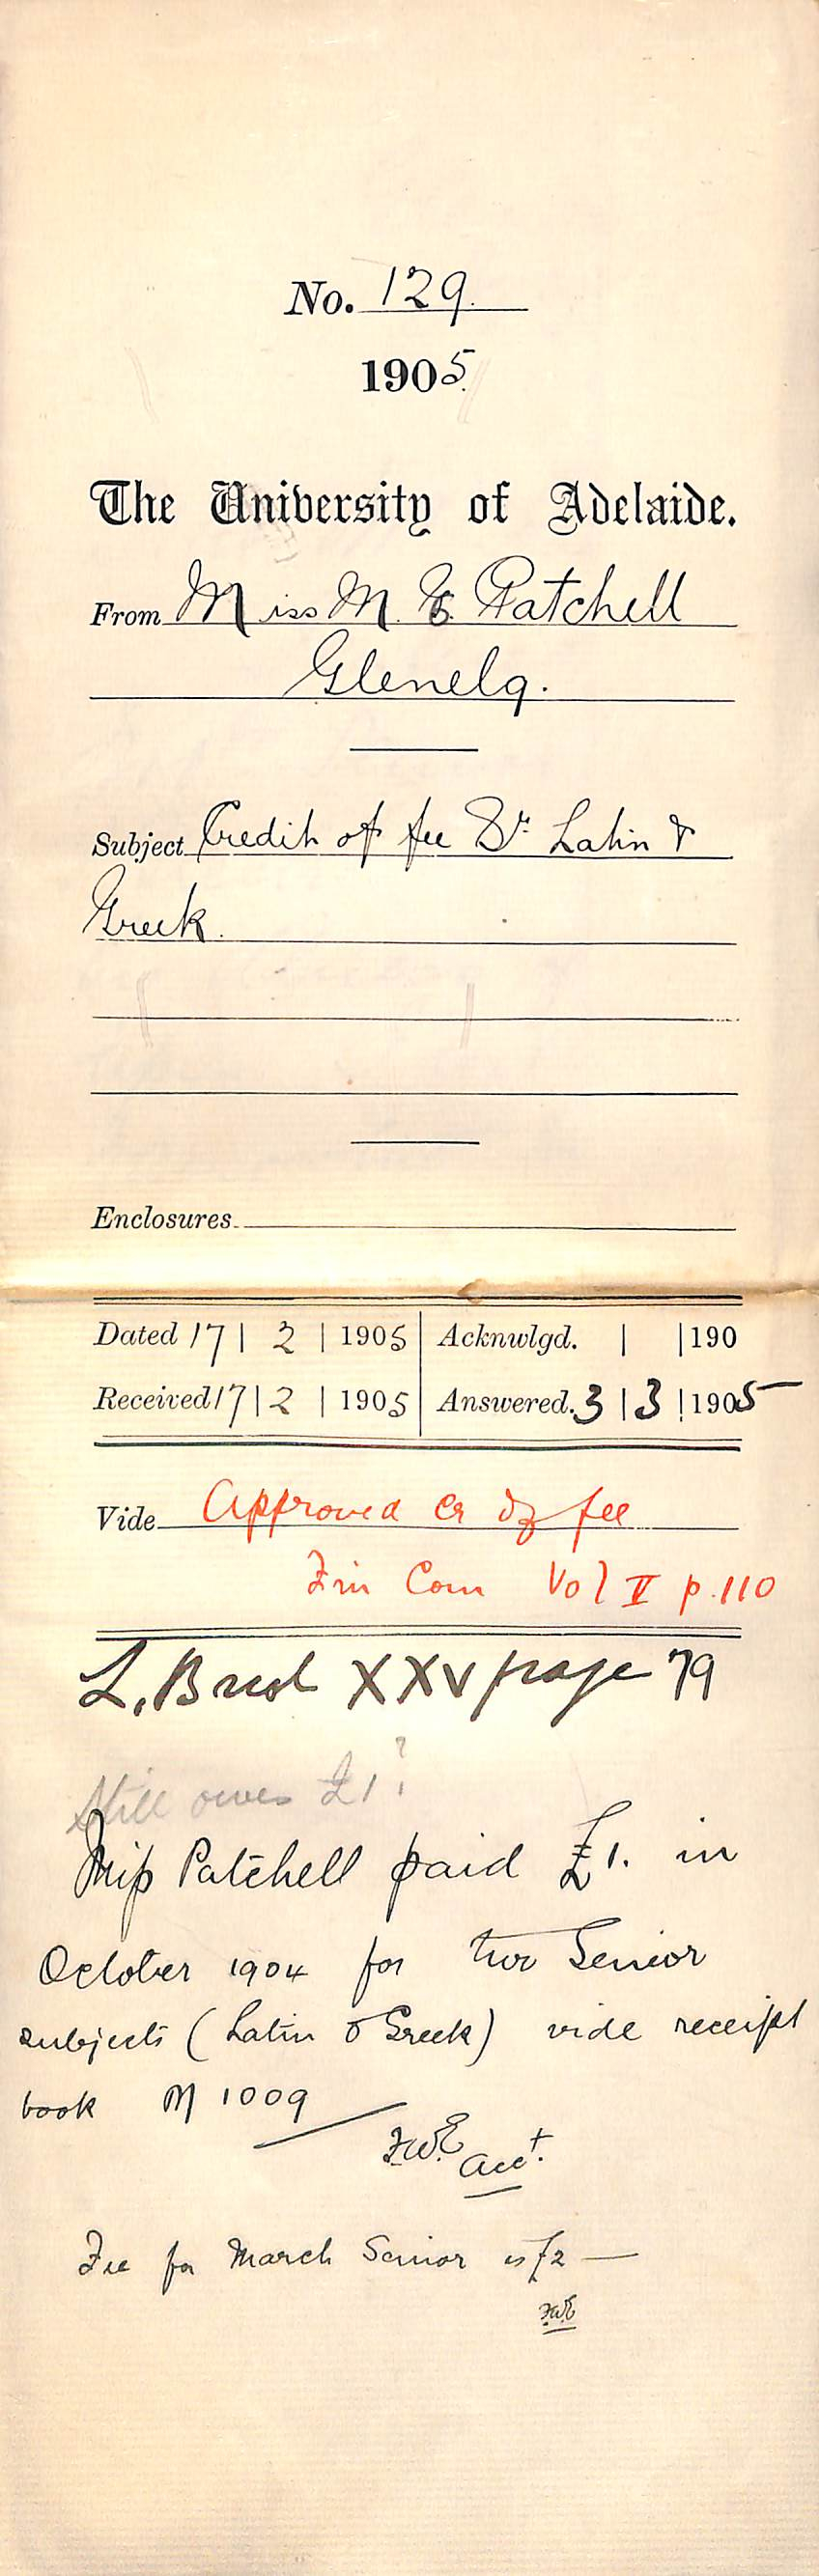 No. 129.
1905.
The University of Adelaide.
From Miss M. E. Patchell
Glenelg.
Subject Credit of fee Sr. Latin &
Greek.
Enclosures
Dated 17 | 2 | 1905 | Acknwlgd. | | 190
Received 17 | 2 | 1905 | Answered. 3 | 3 | 1905
Vide Approved Cr of fee
Fin Com Vol V p. 110
L. Book XXV page 79
Still owes £1?
Miss Patchell paid £1. in
October 1904 for two Senior
subjects (Latin & Greek) vide receipt
book M 1009
F.W.E. Acct.
Fee for March Senior is £2 —
FWE